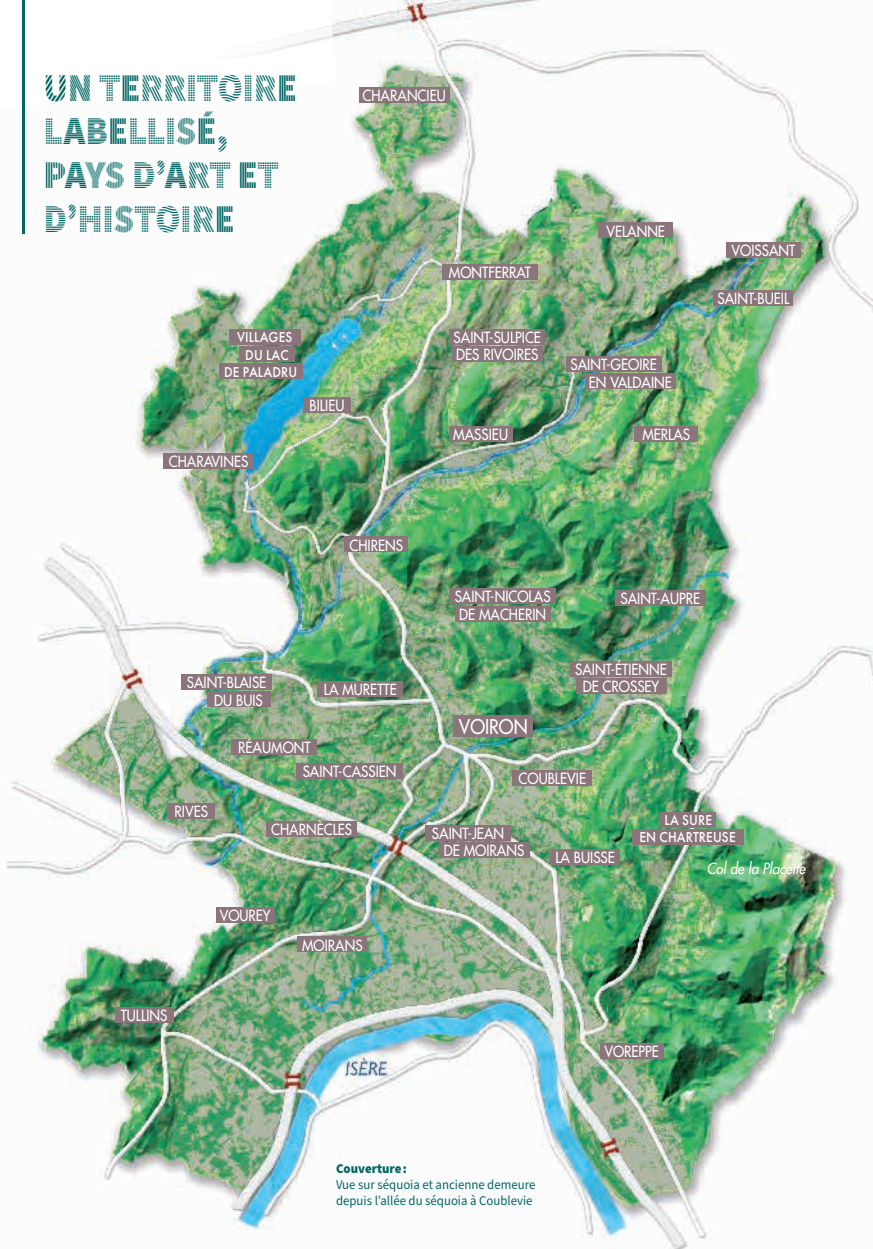 UN TERRITOIRE
LABELLISÉ,
PAYS D'ART ET
D'HISTOIRE
CHARANCIEU
VELANNE
VOISSANT
MONTFERRAT
SAINT-BUEIL
VILLAGES
DU LAC
DE PALADRU
SAINT-SULPICE
DES RIVOIRES
SAINT-GEOIRE
EN VALDAINE
BILIEU
MASSIEU
MERLAS
CHARAVINES
CHIRENS
SAINT-NICOLAS
DE MACHERIN
SAINT-AUPRE
SAINT-ÉTIENNE
DE CROSSEY
SAINT-BLAISE
DU BUIS
LA MURETTE
VOIRON
RÉAUMONT
SAINT-CASSIEN
COUBLEVIE
RIVES
CHARNÈCLES
SAINT-JEAN
DE MOIRANS
LA SURE
EN CHARTREUSE
LA BUISSE
Col de la Placette
VOUREY
MOIRANS
TULLINS
VOREPPE
ISÈRE
Couverture :
Vue sur séquoia et ancienne demeure
depuis l'allée du séquoia à Coublevie